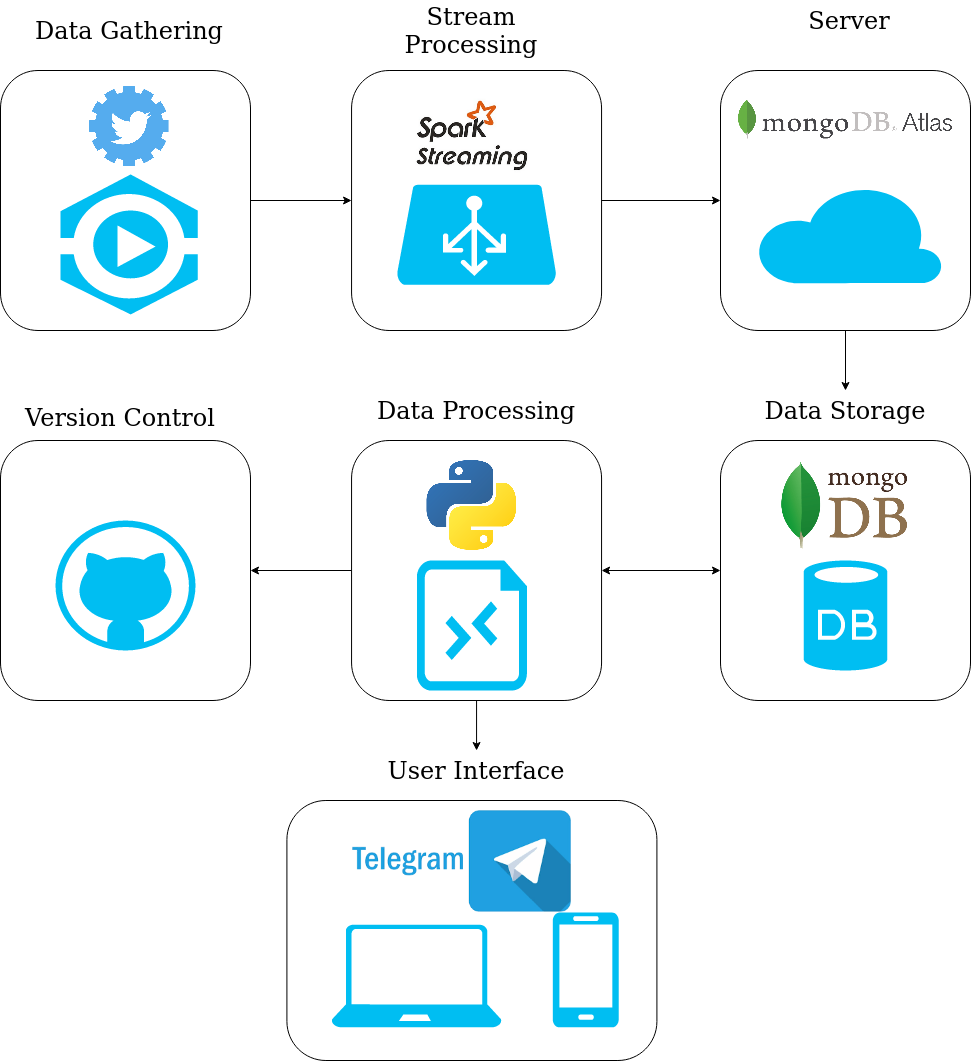 Data Gathering
Stream
Processing
Server
Spark
Streaming
mongoDB. Atlas
Version Control
Data Processing
Data Storage
mongo
DB
DB
User Interface
Telegram